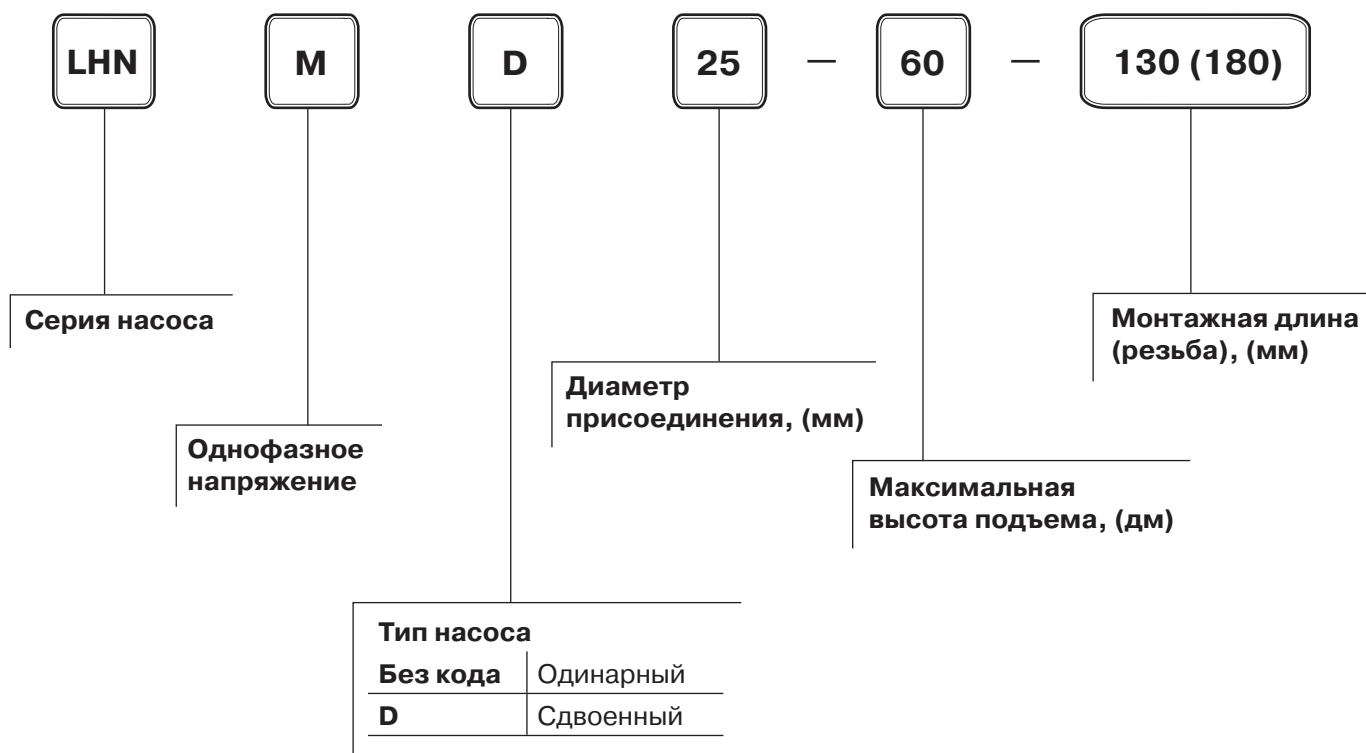 LHN M D 25 — 60 — 130 (180)
Серия насоса
Монтажная длина
(резьба), (мм)
Диаметр
присоединения, (мм)
Однофазное
напряжение
Максимальная
высота подъема, (дм)
Тип насоса
Без кода Одинарный
D Сдвоенный